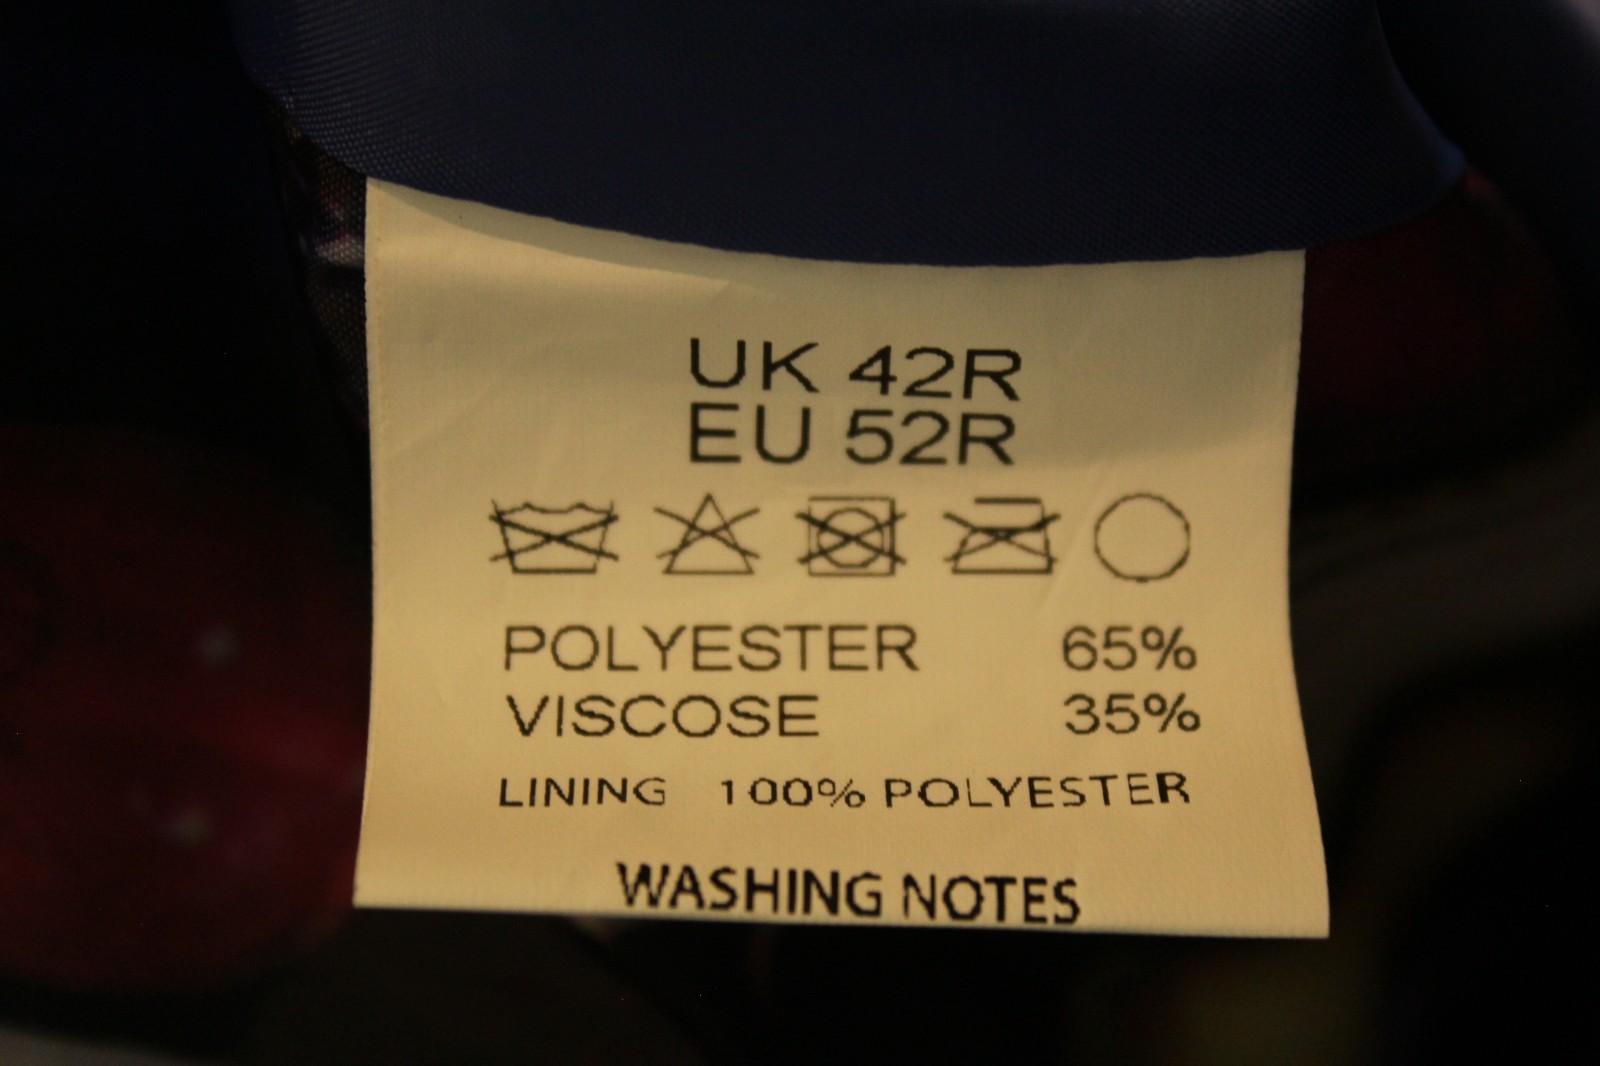 UK 42R
EU 52R
POLYESTER 65%
VISCOSE 35%
LINING 100% POLYESTER
WASHING NOTES